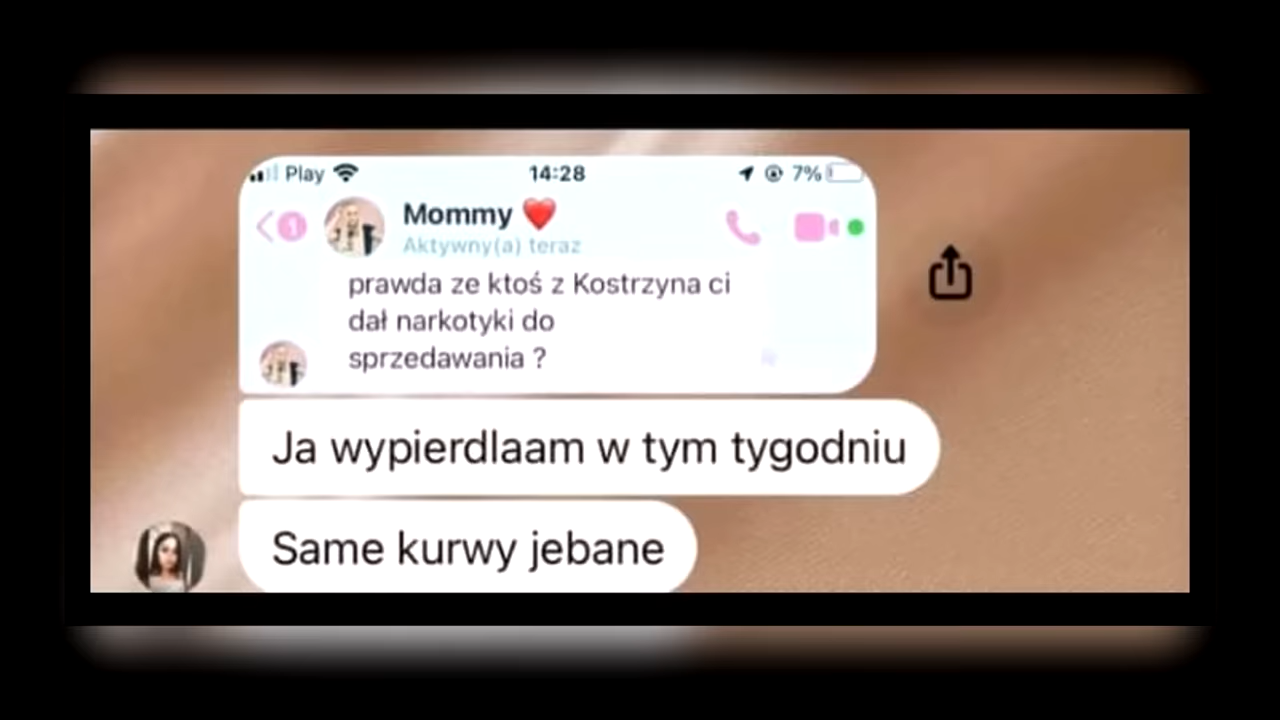 Play 14:28 7%
1 Mommy ❤️
Aktywny(a) teraz
prawda ze ktoś z Kostrzyna ci
dał narkotyki do
sprzedawania ?
Ja wypierdlaam w tym tygodniu
Same kurwy jebane